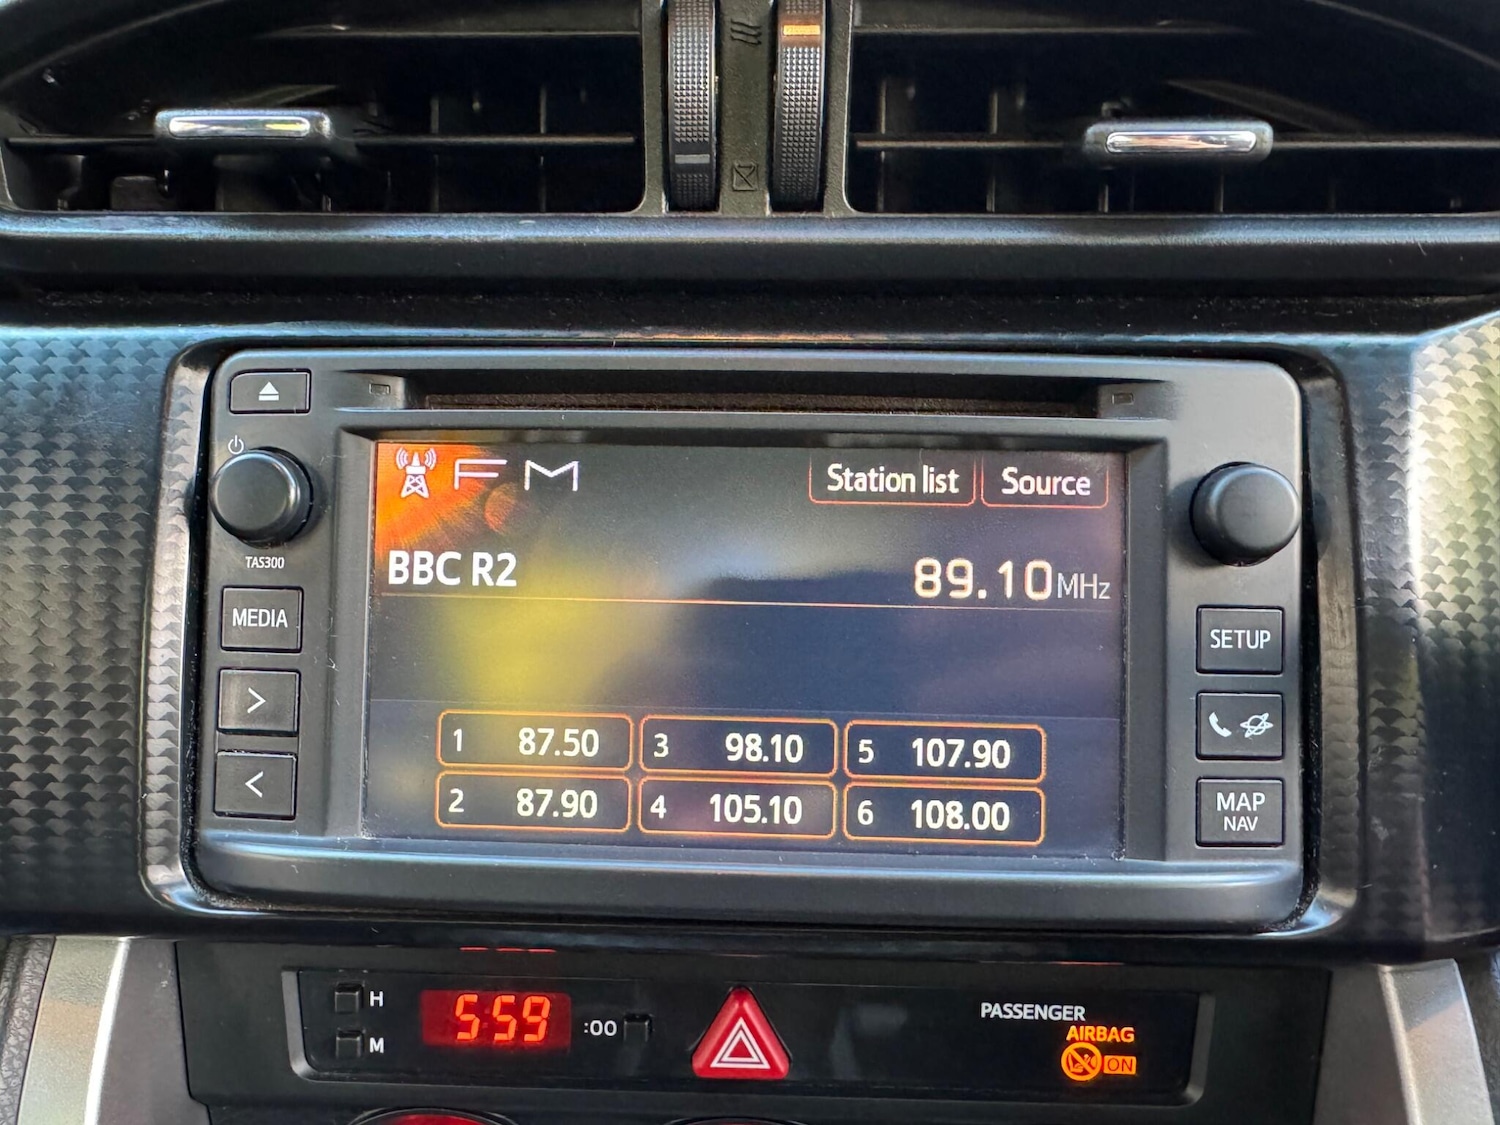 FM
Station list
Source
BBC R2
89.10MHz
1 87.50
3 98.10
5 107.90
2 87.90
4 105.10
6 108.00
TAS300
MEDIA
>
<
SETUP
MAP
NAV
H
M
5:59
:00
PASSENGER
AIRBAG
ON